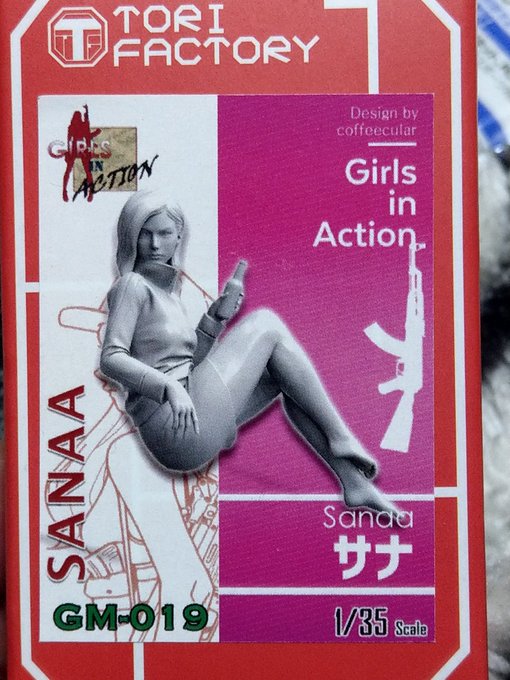 TORI
FACTORY
GIRLS
IN
ACTION
Design by
coffeecular
Girls
in
Action
SANAA
Sanaa
サナ
GM-019
1/35 Scale